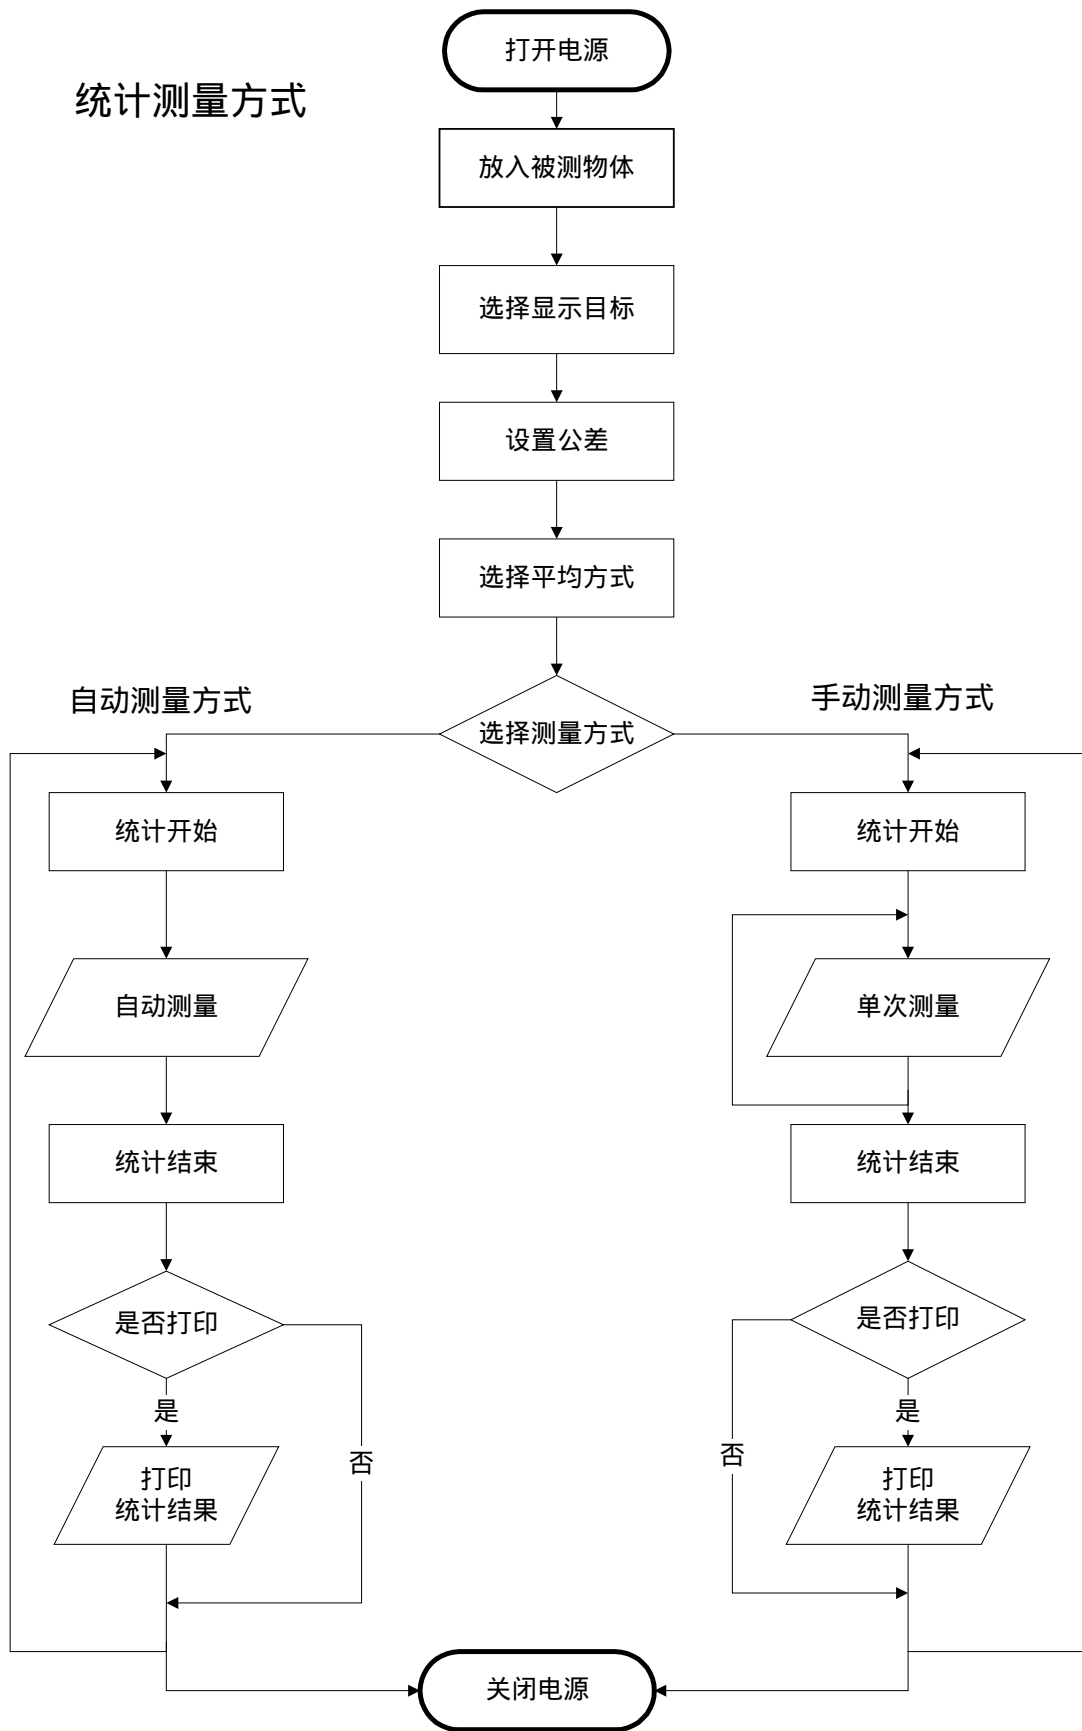 打开电源
统计测量方式
放入被测物体
选择显示目标
设置公差
选择平均方式
选择测量方式
自动测量方式
统计开始
自动测量
统计结束
是否打印
是
否
打印
统计结果
手动测量方式
统计开始
单次测量
统计结束
是否打印
是
否
打印
统计结果
关闭电源